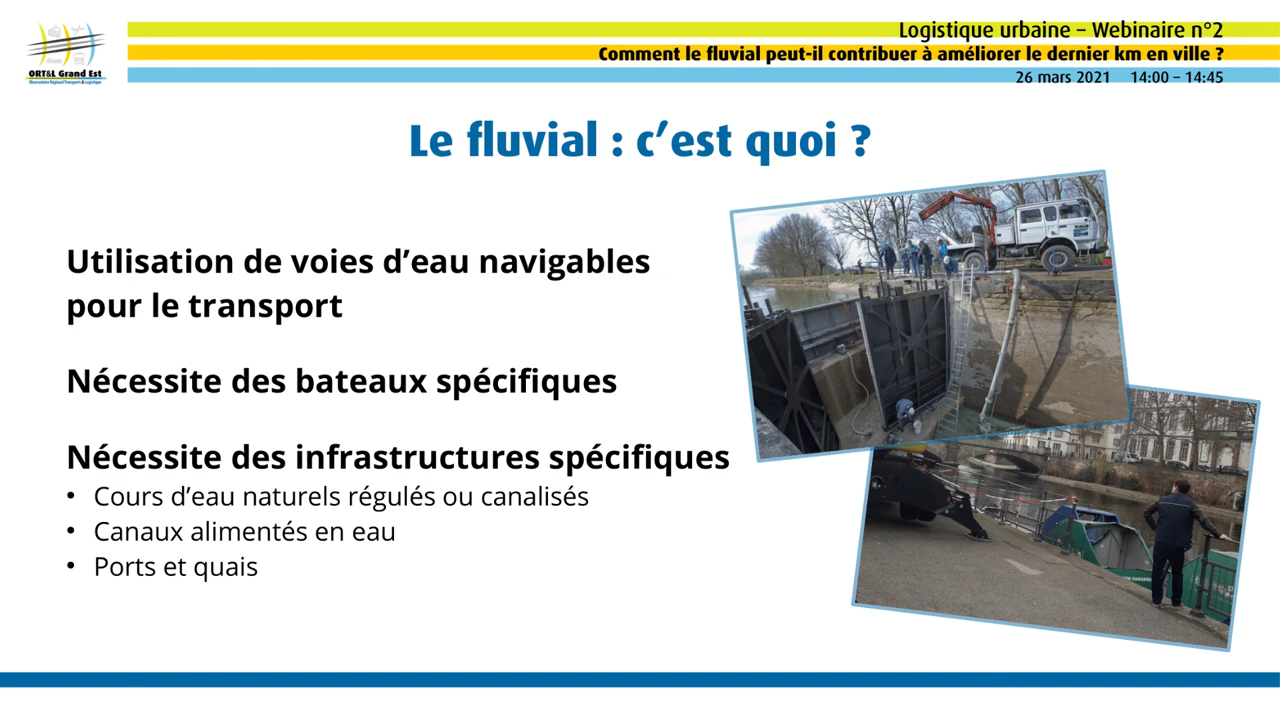 ORT&L Grand Est
Observatoire Régional Transports & Logistique
Logistique urbaine – Webinaire n°2
Comment le fluvial peut-il contribuer à améliorer le dernier km en ville ?
26 mars 2021 14:00 – 14:45
Le fluvial : c’est quoi ?
Utilisation de voies d’eau navigables
pour le transport
Nécessite des bateaux spécifiques
Nécessite des infrastructures spécifiques
• Cours d’eau naturels régulés ou canalisés
• Canaux alimentés en eau
• Ports et quais